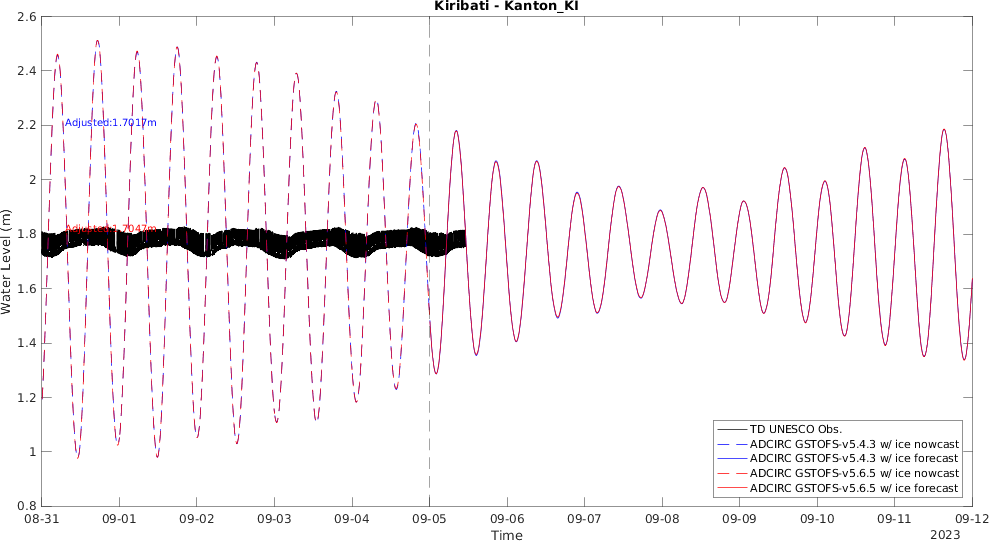 Kiribati - Kanton_KI
2.6
2.4
2.2
2
1.8
1.6
1.4
1.2
1
0.8
Water Level (m)
Adjusted:1.7017m
Adjusted:1.7047m
TD UNESCO Obs.
ADCIRC GSTOFS-v5.4.3 w/ ice nowcast
ADCIRC GSTOFS-v5.4.3 w/ ice forecast
ADCIRC GSTOFS-v5.6.5 w/ ice nowcast
ADCIRC GSTOFS-v5.6.5 w/ ice forecast
08-31 09-01 09-02 09-03 09-04 09-05 09-06 09-07 09-08 09-09 09-10 09-11 09-12
Time
2023